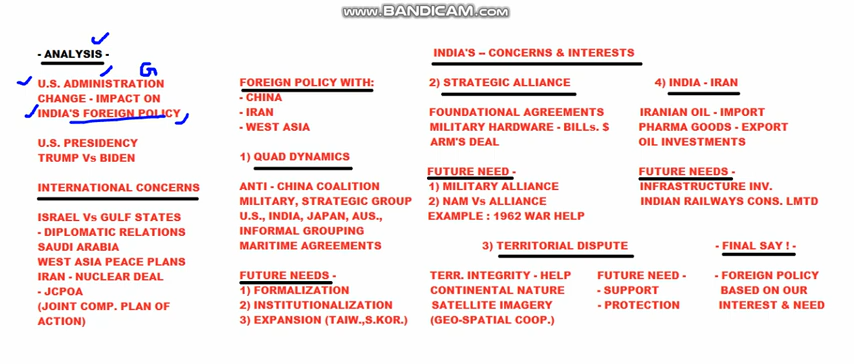 www.BANDICAM.com
- ANALYSIS -
U.S. ADMINISTRATION
CHANGE - IMPACT ON
INDIA'S FOREIGN POLICY
G
U.S. PRESIDENCY
TRUMP Vs BIDEN
INTERNATIONAL CONCERNS
ISRAEL Vs GULF STATES
- DIPLOMATIC RELATIONS
SAUDI ARABIA
WEST ASIA PEACE PLANS
IRAN - NUCLEAR DEAL
- JCPOA
(JOINT COMP. PLAN OF
ACTION)
INDIA'S -- CONCERNS & INTERESTS
FOREIGN POLICY WITH:
- CHINA
- IRAN
- WEST ASIA
1) QUAD DYNAMICS
ANTI - CHINA COALITION
MILITARY, STRATEGIC GROUP
U.S., INDIA, JAPAN, AUS.,
INFORMAL GROUPING
MARITIME AGREEMENTS
FUTURE NEEDS -
1) FORMALIZATION
2) INSTITUTIONALIZATION
3) EXPANSION (TAIW.,S.KOR.)
2) STRATEGIC ALLIANCE
FOUNDATIONAL AGREEMENTS
MILITARY HARDWARE - BILLs. $
ARM'S DEAL
FUTURE NEED -
1) MILITARY ALLIANCE
2) NAM Vs ALLIANCE
EXAMPLE : 1962 WAR HELP
3) TERRITORIAL DISPUTE
TERR. INTEGRITY - HELP
CONTINENTAL NATURE
SATELLITE IMAGERY
(GEO-SPATIAL COOP.)
FUTURE NEED -
- SUPPORT
- PROTECTION
4) INDIA - IRAN
IRANIAN OIL - IMPORT
PHARMA GOODS - EXPORT
OIL INVESTMENTS
FUTURE NEEDS -
INFRASTRUCTURE INV.
INDIAN RAILWAYS CONS. LMTD
- FINAL SAY ! -
- FOREIGN POLICY
BASED ON OUR
INTEREST & NEED